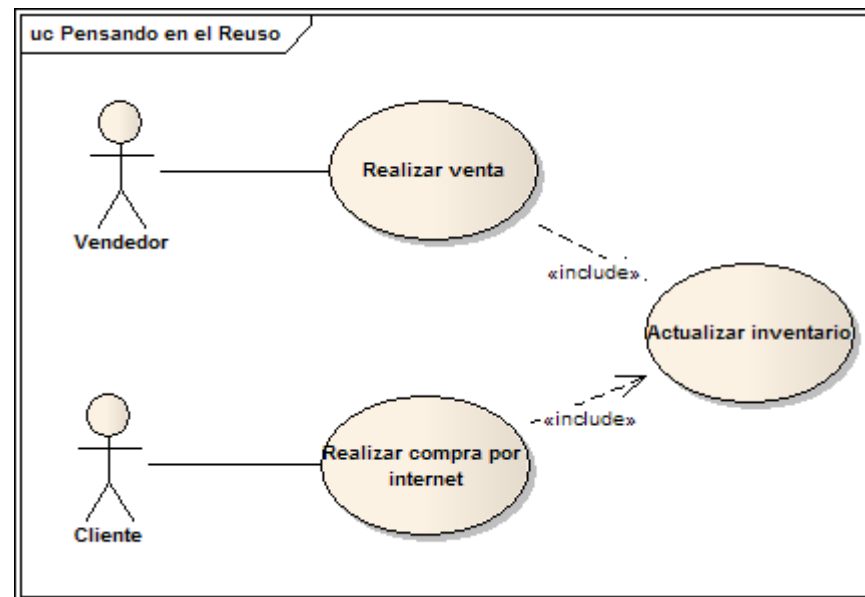 uc Pensando en el Reuso
Realizar venta
Vendedor
«include»
Actualizar inventario
«include»
Realizar compra por
internet
Cliente